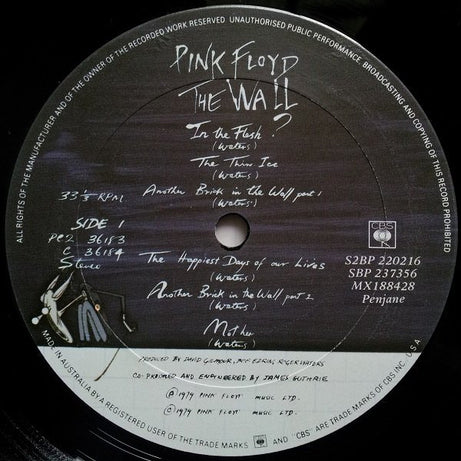 ALL RIGHTS OF THE MANUFACTURER AND OF THE OWNER OF THE RECORDED WORK RESERVED UNAUTHORISED PUBLIC PERFORMANCE, BROADCASTING AND COPYING OF THIS RECORD PROHIBITED
PINK FLOYD
THE WALL
In the Flesh?
(Waters)
The Thin Ice
(Waters)
33 1/3 RPM
Another Brick in the Wall part 1
(Waters)
SIDE 1
CBS
PC2 36183
C 36184
Stereo
S2BP 220216
SBP 237356
MX188428
Penjane
The Happiest Days of our Lives
(Waters)
Another Brick in the Wall part 2
(Waters)
Mother
(Waters)
PRODUCED BY DAVID GILMOUR, BOB EZRIN, ROGER WATERS
CO-PRODUCED AND ENGINEERED BY JAMES GUTHRIE
Ⓟ 1979 PINK FLOYD MUSIC LTD.
© 1979 PINK FLOYD MUSIC LTD.
MADE IN AUSTRALIA BY A REGISTERED USER OF THE TRADE MARKS AND "CBS" ARE TRADE MARKS OF CBS INC. U.S.A